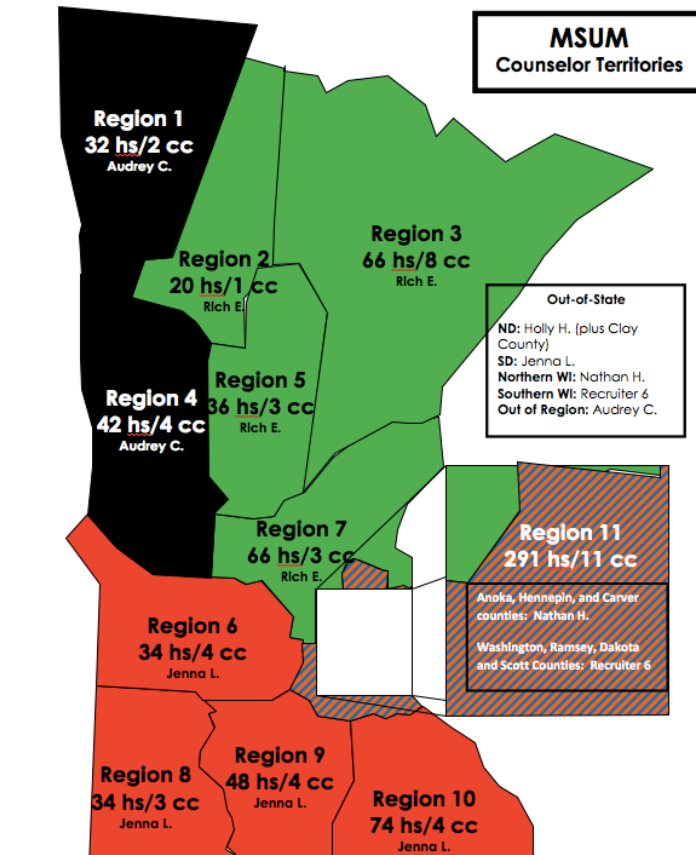 MSUM
Counselor Territories
Region 1
32 hs/2 cc
Audrey C.
Region 2
20 hs/1 cc
Rich E.
Region 3
66 hs/8 cc
Rich E.
Out-of-State
ND: Holly H. (plus Clay
County)
SD: Jenna L.
Northern WI: Nathan H.
Southern WI: Recruiter 6
Out of Region: Audrey C.
Region 4
42 hs/4 cc
Audrey C.
Region 5
36 hs/3 cc
Rich E.
Region 7
66 hs/3 cc
Rich E.
Region 11
291 hs/11 cc
Anoka, Hennepin, and Carver
counties: Nathan H.
Washington, Ramsey, Dakota
and Scott Counties: Recruiter 6
Region 6
34 hs/4 cc
Jenna L.
Region 8
34 hs/3 cc
Jenna L.
Region 9
48 hs/4 cc
Jenna L.
Region 10
74 hs/4 cc
Jenna L.